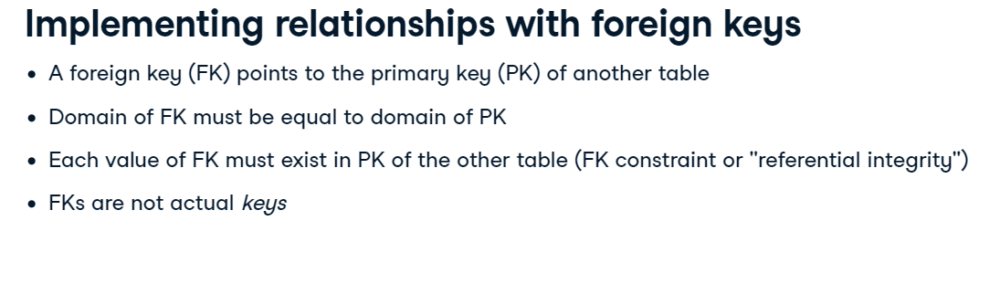 Implementing relationships with foreign keys
• A foreign key (FK) points to the primary key (PK) of another table
• Domain of FK must be equal to domain of PK
• Each value of FK must exist in PK of the other table (FK constraint or "referential integrity")
• FKs are not actual keys